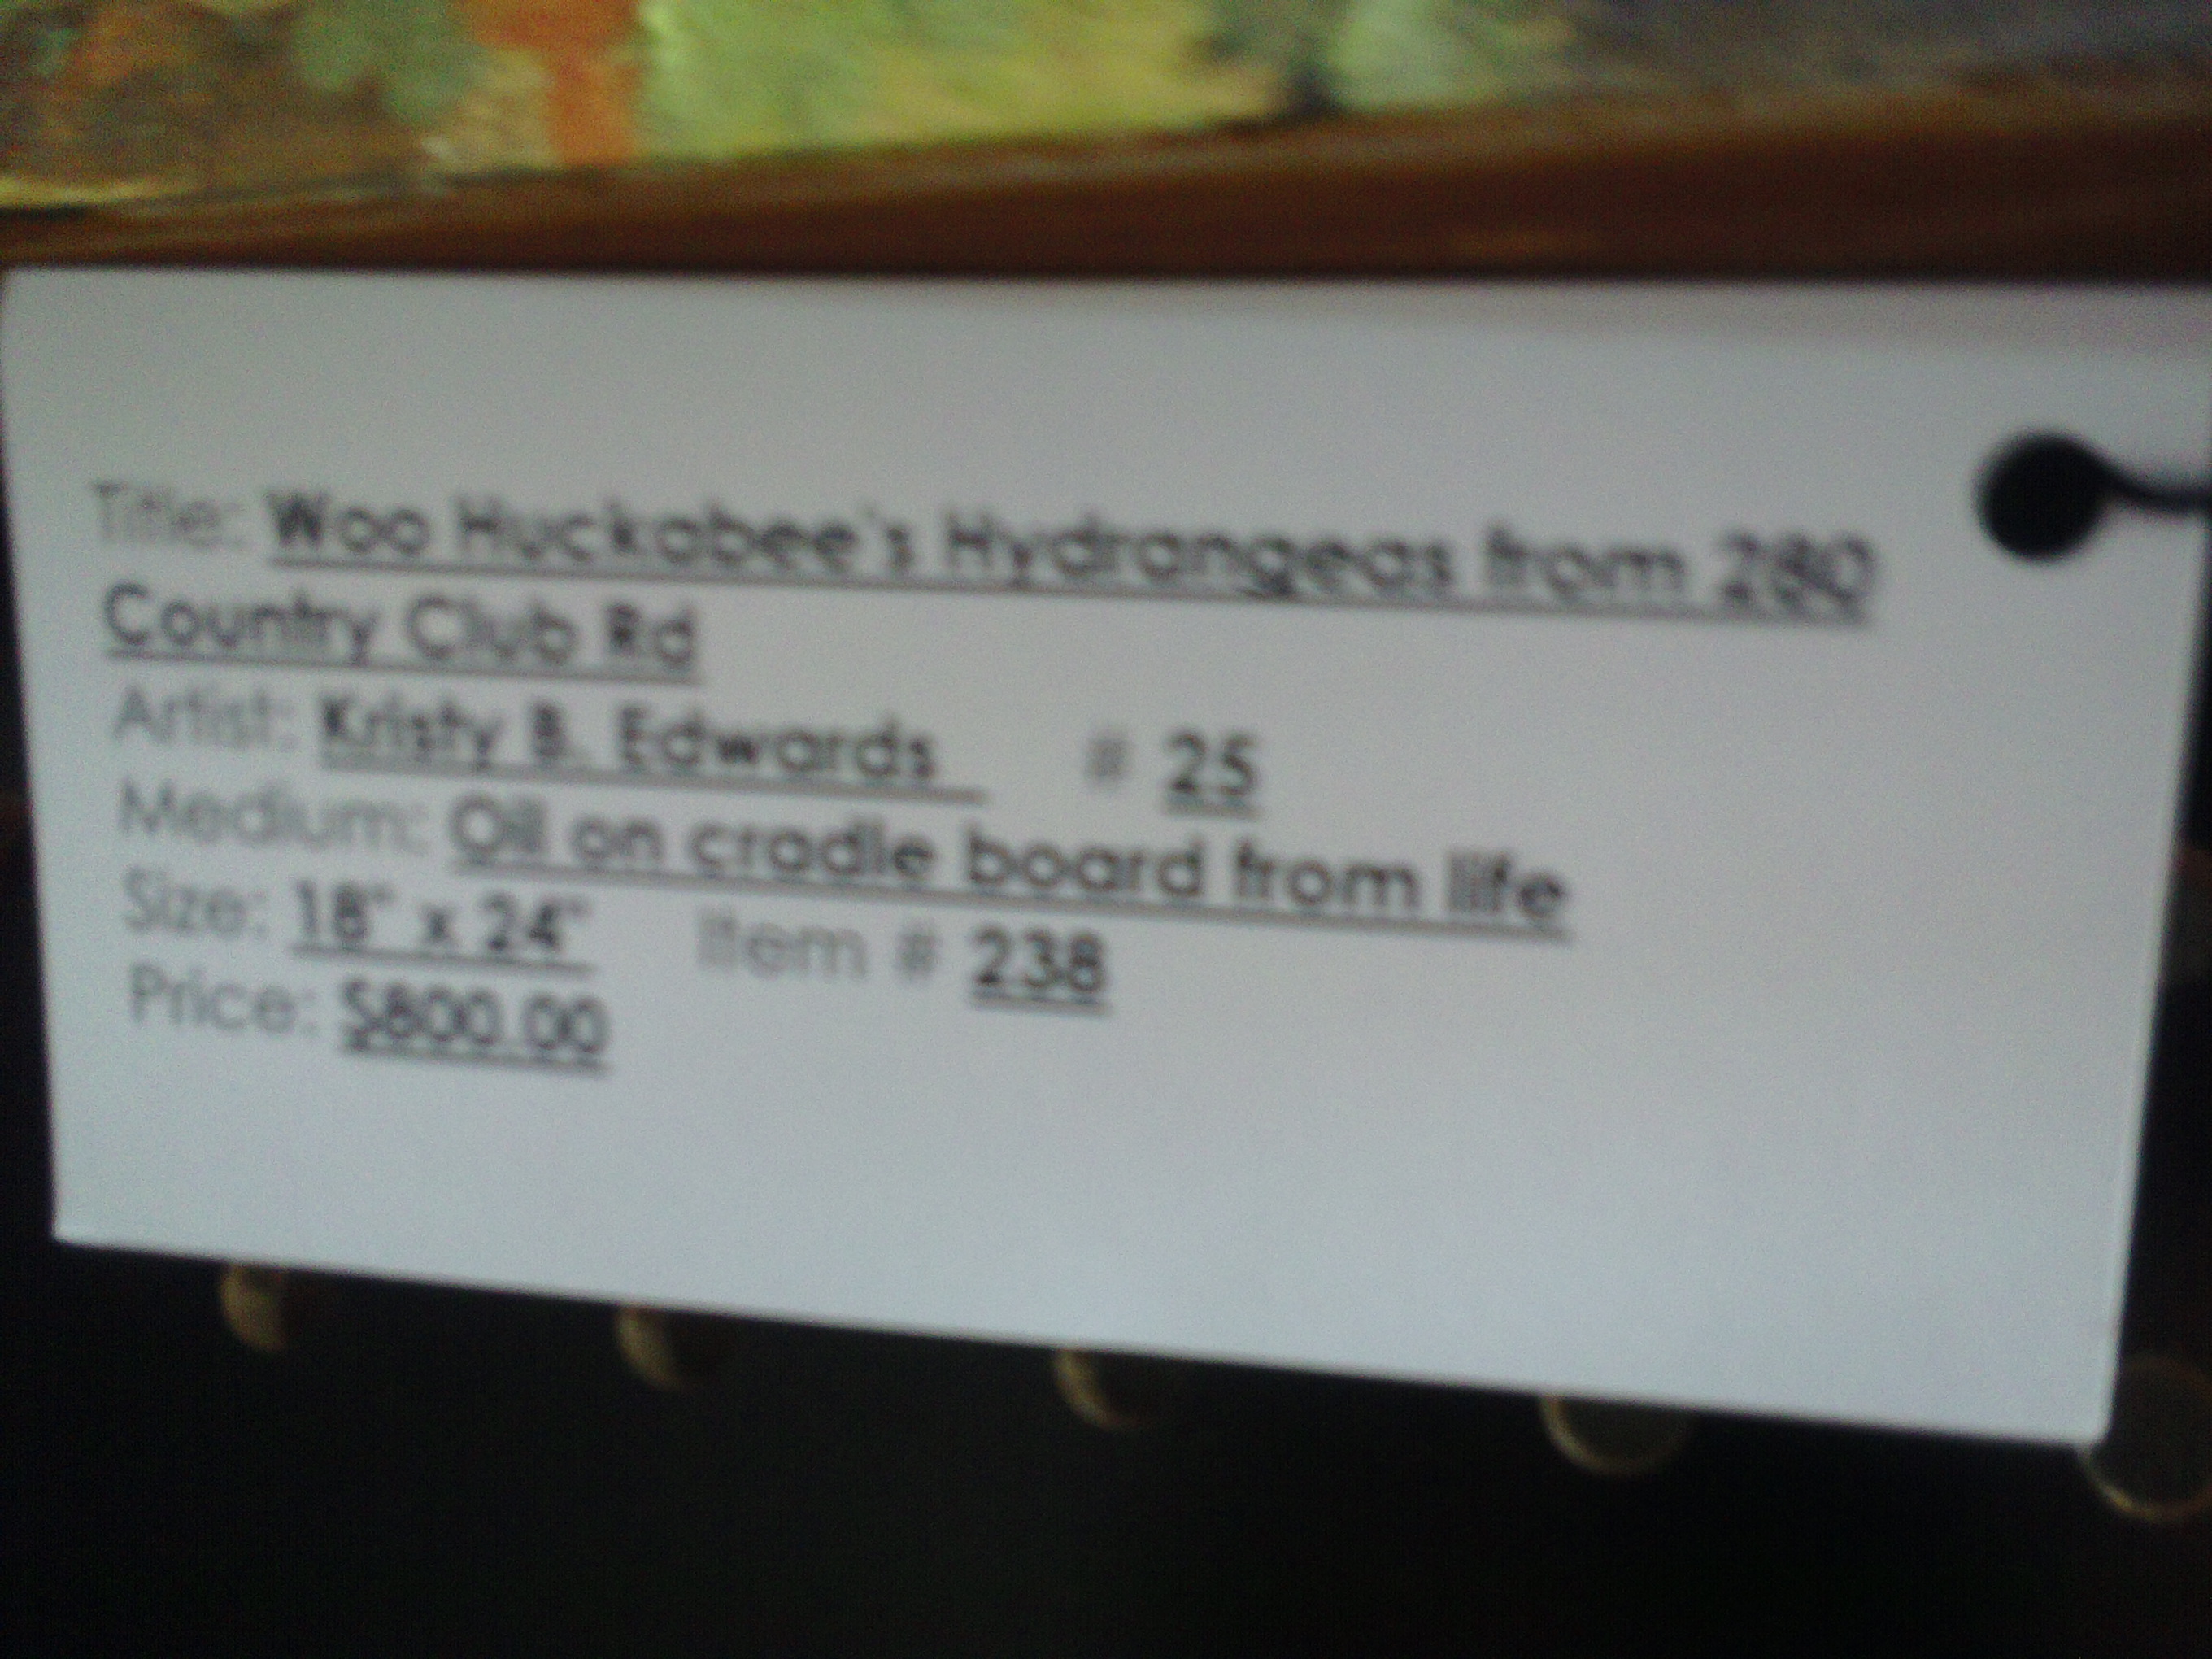 Title: Woo Huckabee's Hydrangeas from 280
Country Club Rd
Artist: Kristy B. Edwards # 25
Medium: Oil on cradle board from life
Size: 18" x 24" Item # 238
Price: $800.00